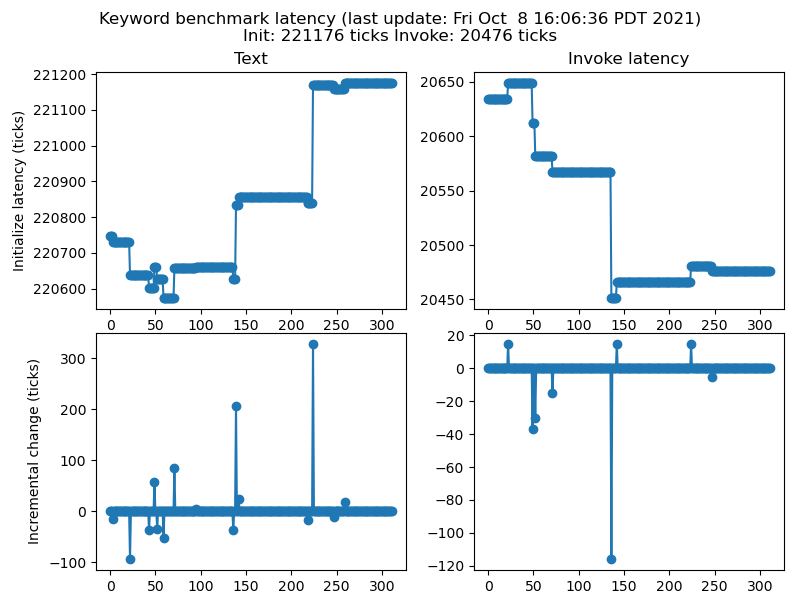 Keyword benchmark latency (last update: Fri Oct  8 16:06:36 PDT 2021)
Init: 221176 ticks Invoke: 20476 ticks
Text
Invoke latency
Initialize latency (ticks)
221200
221100
221000
220900
220800
220700
220600
0 50 100 150 200 250 300
20650
20600
20550
20500
20450
0 50 100 150 200 250 300
Incremental change (ticks)
300
200
100
0
−100
0 50 100 150 200 250 300
20
0
−20
−40
−60
−80
−100
−120
0 50 100 150 200 250 300